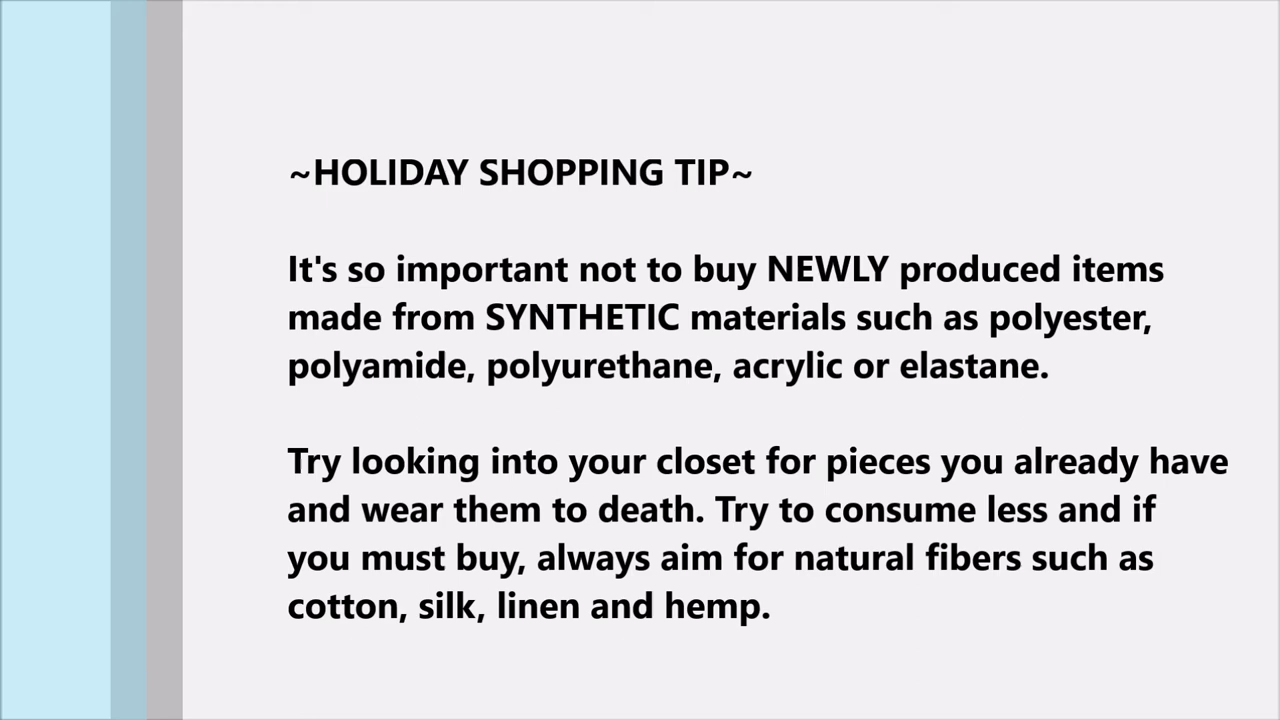 ~HOLIDAY SHOPPING TIP~
It's so important not to buy NEWLY produced items
made from SYNTHETIC materials such as polyester,
polyamide, polyurethane, acrylic or elastane.
Try looking into your closet for pieces you already have
and wear them to death. Try to consume less and if
you must buy, always aim for natural fibers such as
cotton, silk, linen and hemp.